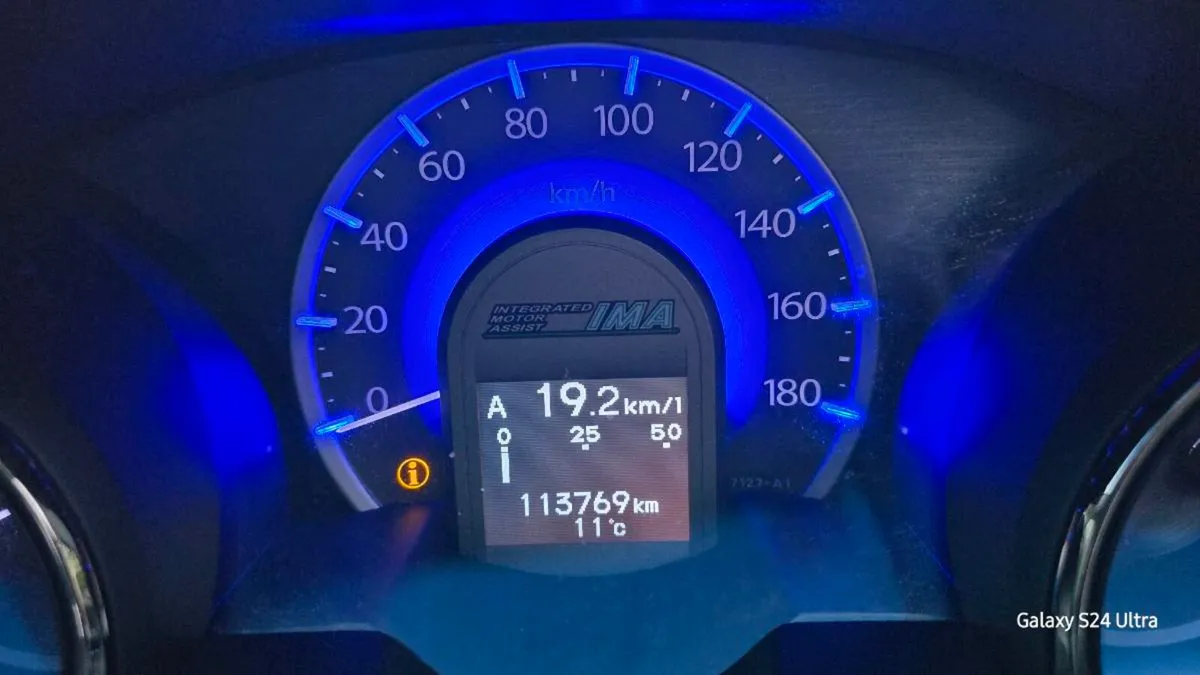 0
20
40
60
80
100
120
140
160
180
km/h
INTEGRATED
MOTOR
ASSIST
IMA
A 19.2km/l
0 25 50
113769km
11°c
i
7123-A1
Galaxy S24 Ultra